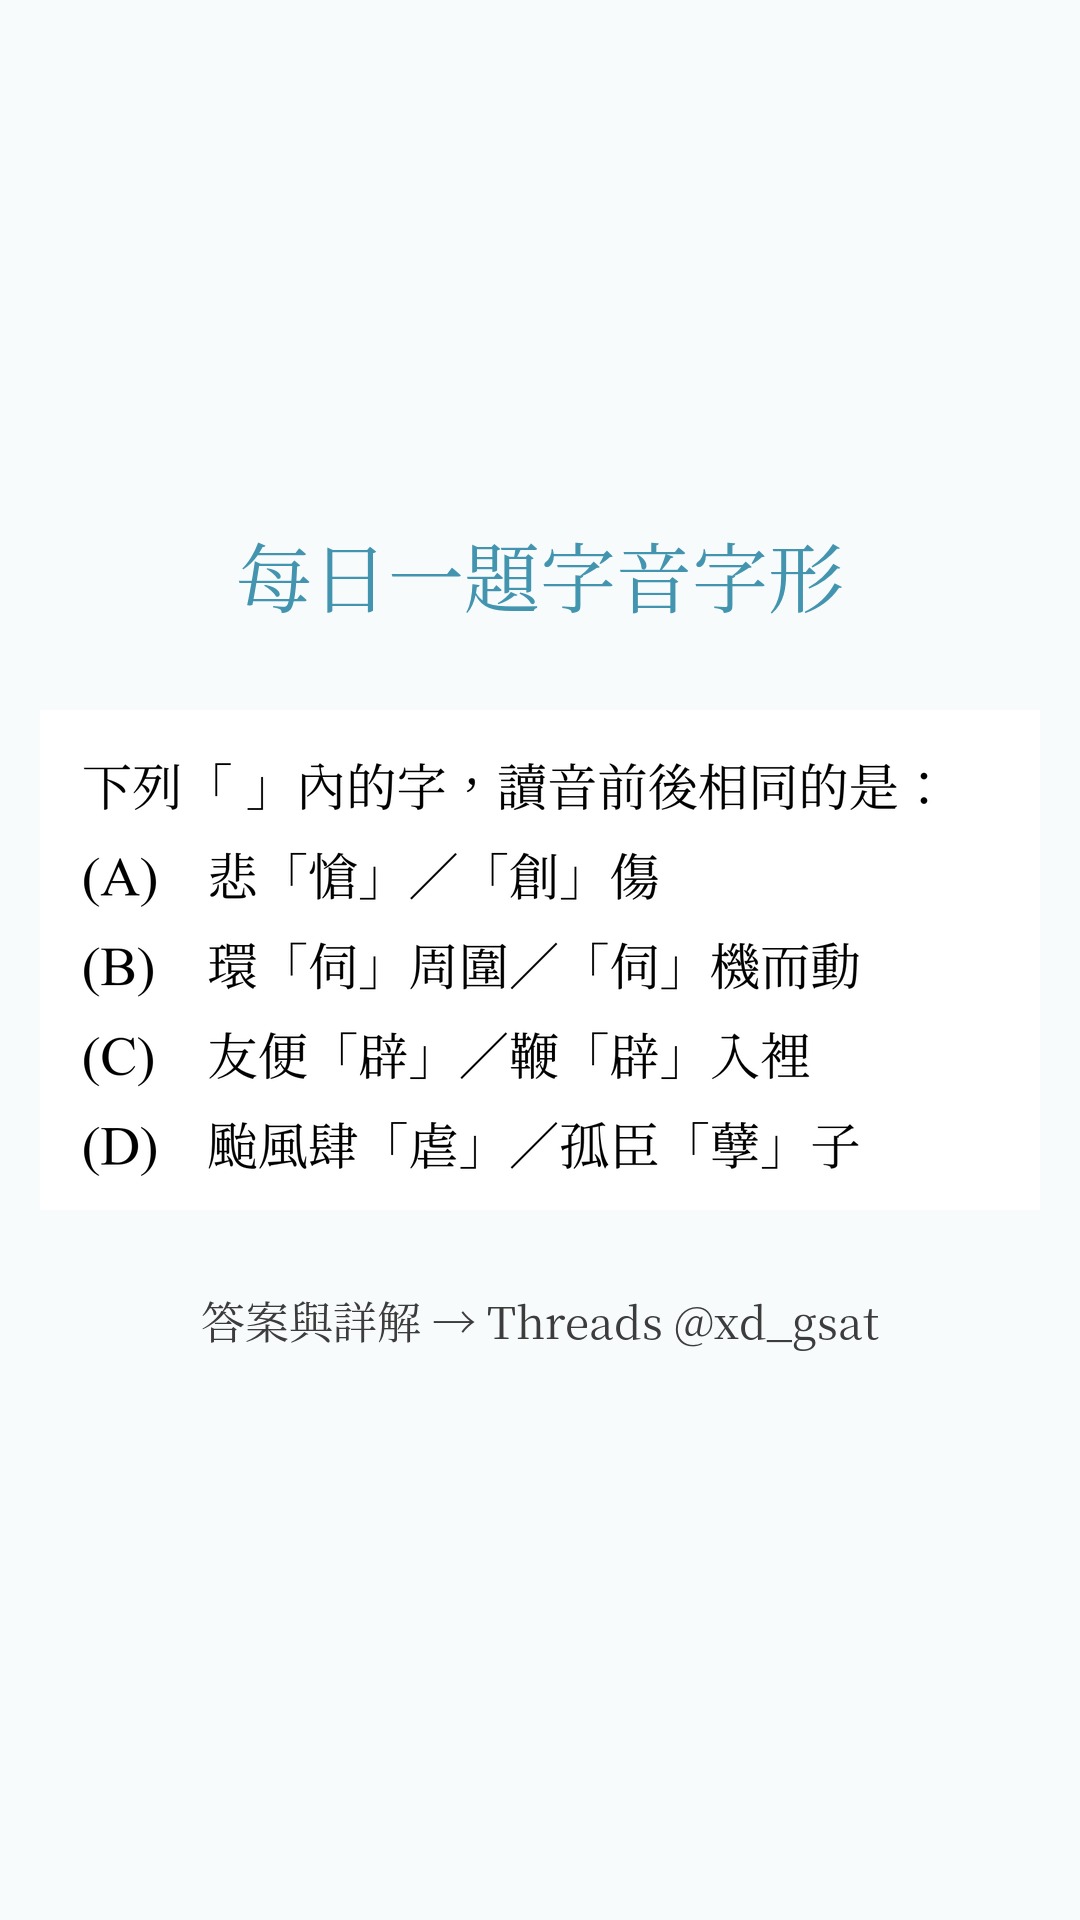 每日一題字音字形
下列「 」內的字，讀音前後相同的是：
(A) 悲「愴」／「創」傷
(B) 環「伺」周圍／「伺」機而動
(C) 友便「辟」／鞭「辟」入裡
(D) 颱風肆「虐」／孤臣「孽」子
答案與詳解 → Threads @xd_gsat